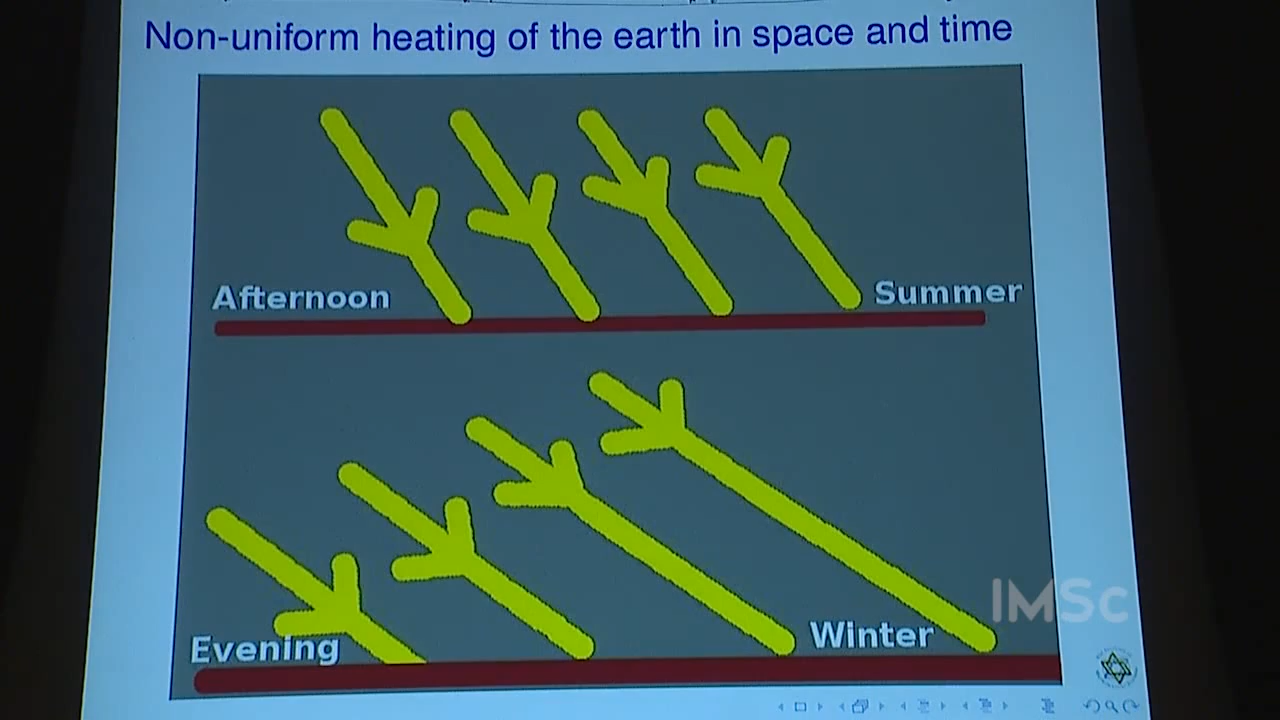 Non-uniform heating of the earth in space and time
Afternoon
Summer
Evening
Winter
IMSc